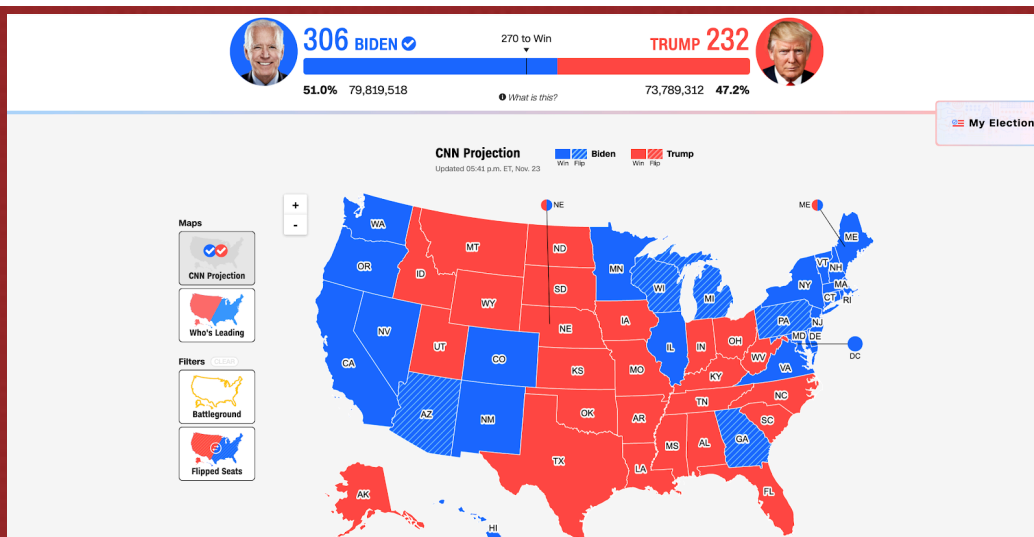 306 BIDEN
270 to Win
TRUMP 232
51.0% 79,819,518
What is this?
73,789,312 47.2%
My Election
CNN Projection
Updated 05:41 p.m. ET, Nov. 23
Win Flip Biden
Win Flip Trump
+
-
Maps
CNN Projection
Who's Leading
Filters CLEAR
Battleground
Flipped Seats
NE
ME
WA
MT
ND
MN
ME
OR
ID
SD
WI
MI
VT
NH
NY
MA
CT
RI
WY
NE
IA
PA
NJ
NV
UT
CO
IL
IN
OH
MD
DE
DC
CA
KS
MO
WV
VA
KY
AZ
NM
OK
AR
TN
NC
SC
MS
AL
GA
TX
LA
FL
AK
HI